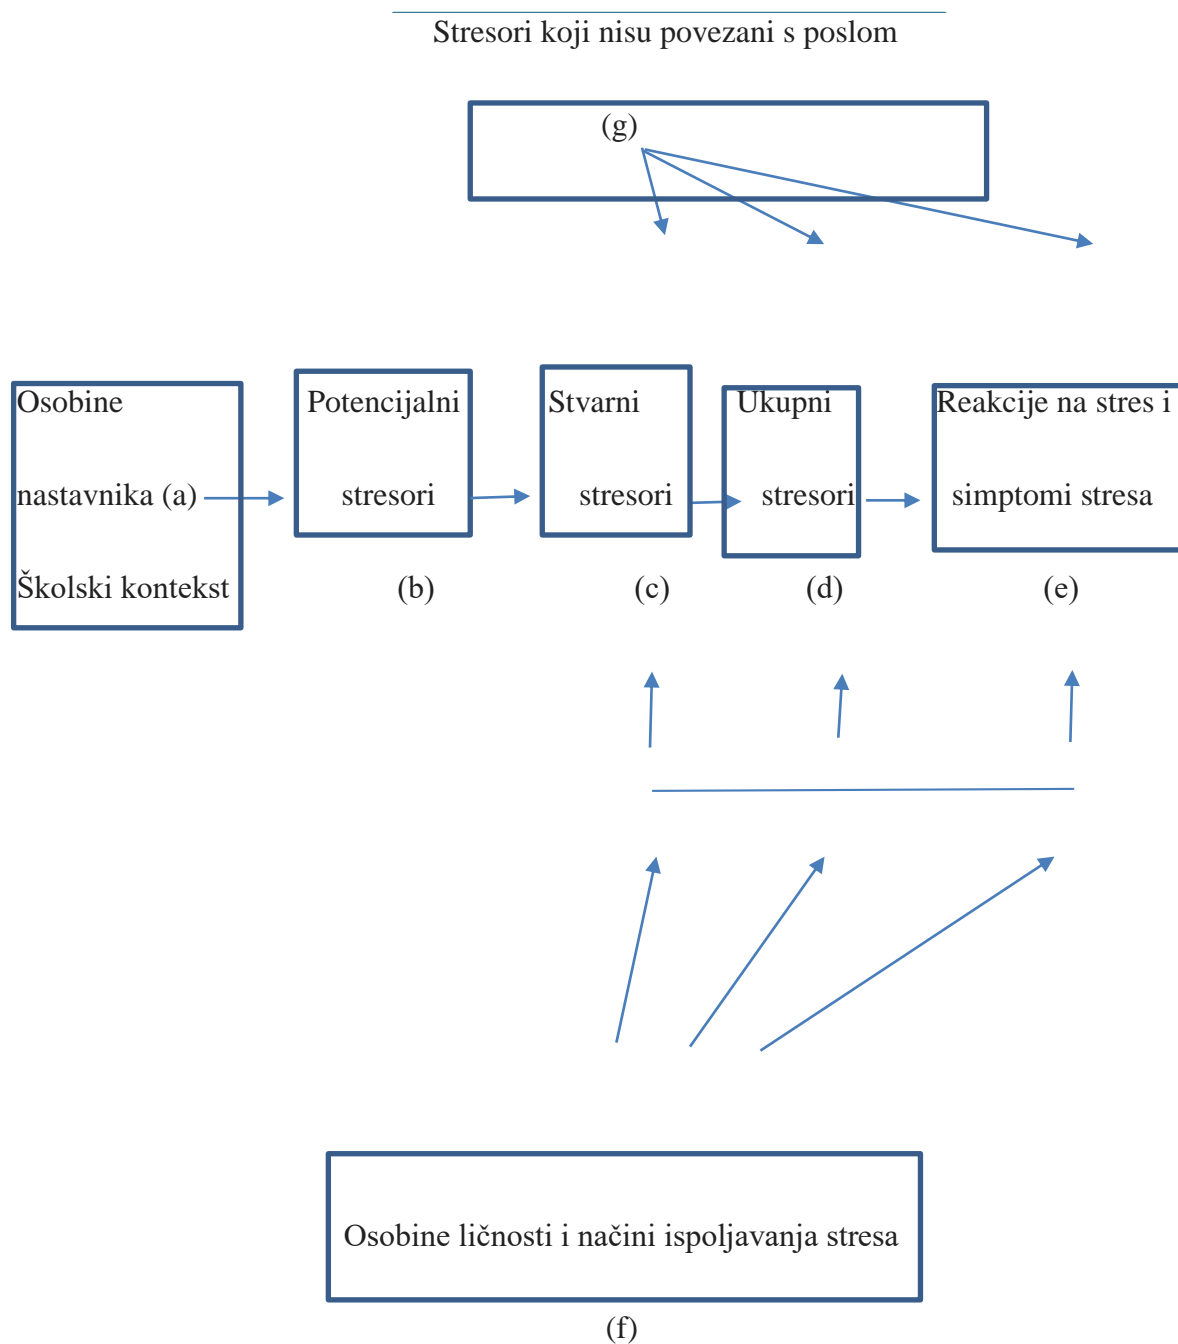 Stresori koji nisu povezani s poslom
(g)
Osobine Potencijalni Stvarni Ukupni Reakcije na stres i
nastavnika (a) stresori stresori stresori simptomi stresa
Školski kontekst (b) (c) (d) (e)
Osobine ličnosti i načini ispoljavanja stresa
(f)